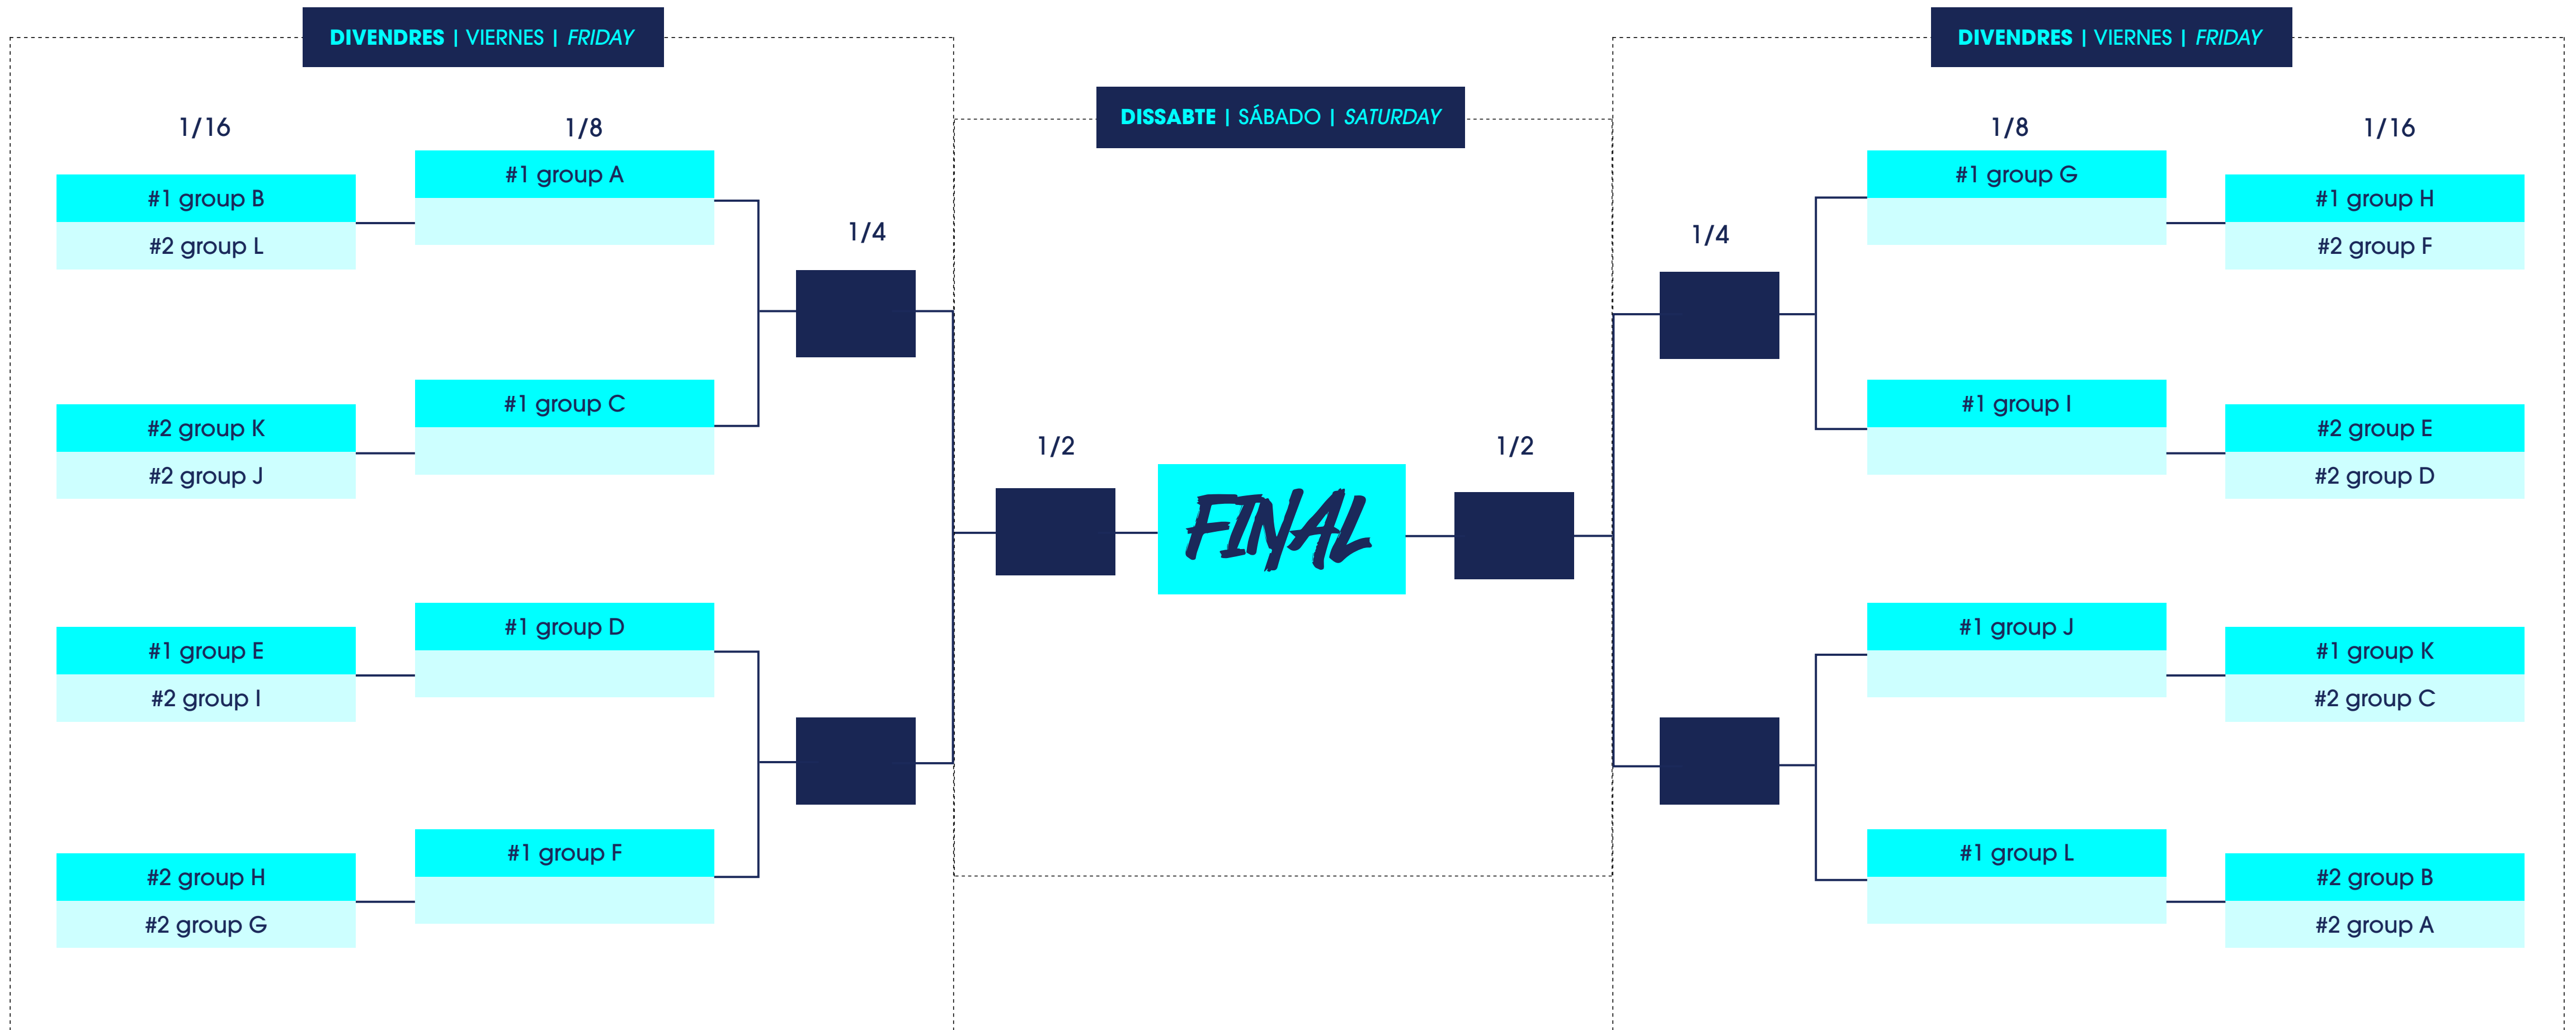 DIVENDRES | VIERNES | FRIDAY
1/16
1/8
#1 group B
#2 group L
#1 group A
#2 group K
#2 group J
#1 group C
#1 group E
#2 group I
#1 group D
#2 group H
#2 group G
#1 group F
1/4
DISSABTE | SÁBADO | SATURDAY
1/2
FINAL
1/2
DIVENDRES | VIERNES | FRIDAY
1/4
1/8
1/16
#1 group G
#1 group H
#2 group F
#1 group I
#2 group E
#2 group D
#1 group J
#1 group K
#2 group C
#1 group L
#2 group B
#2 group A